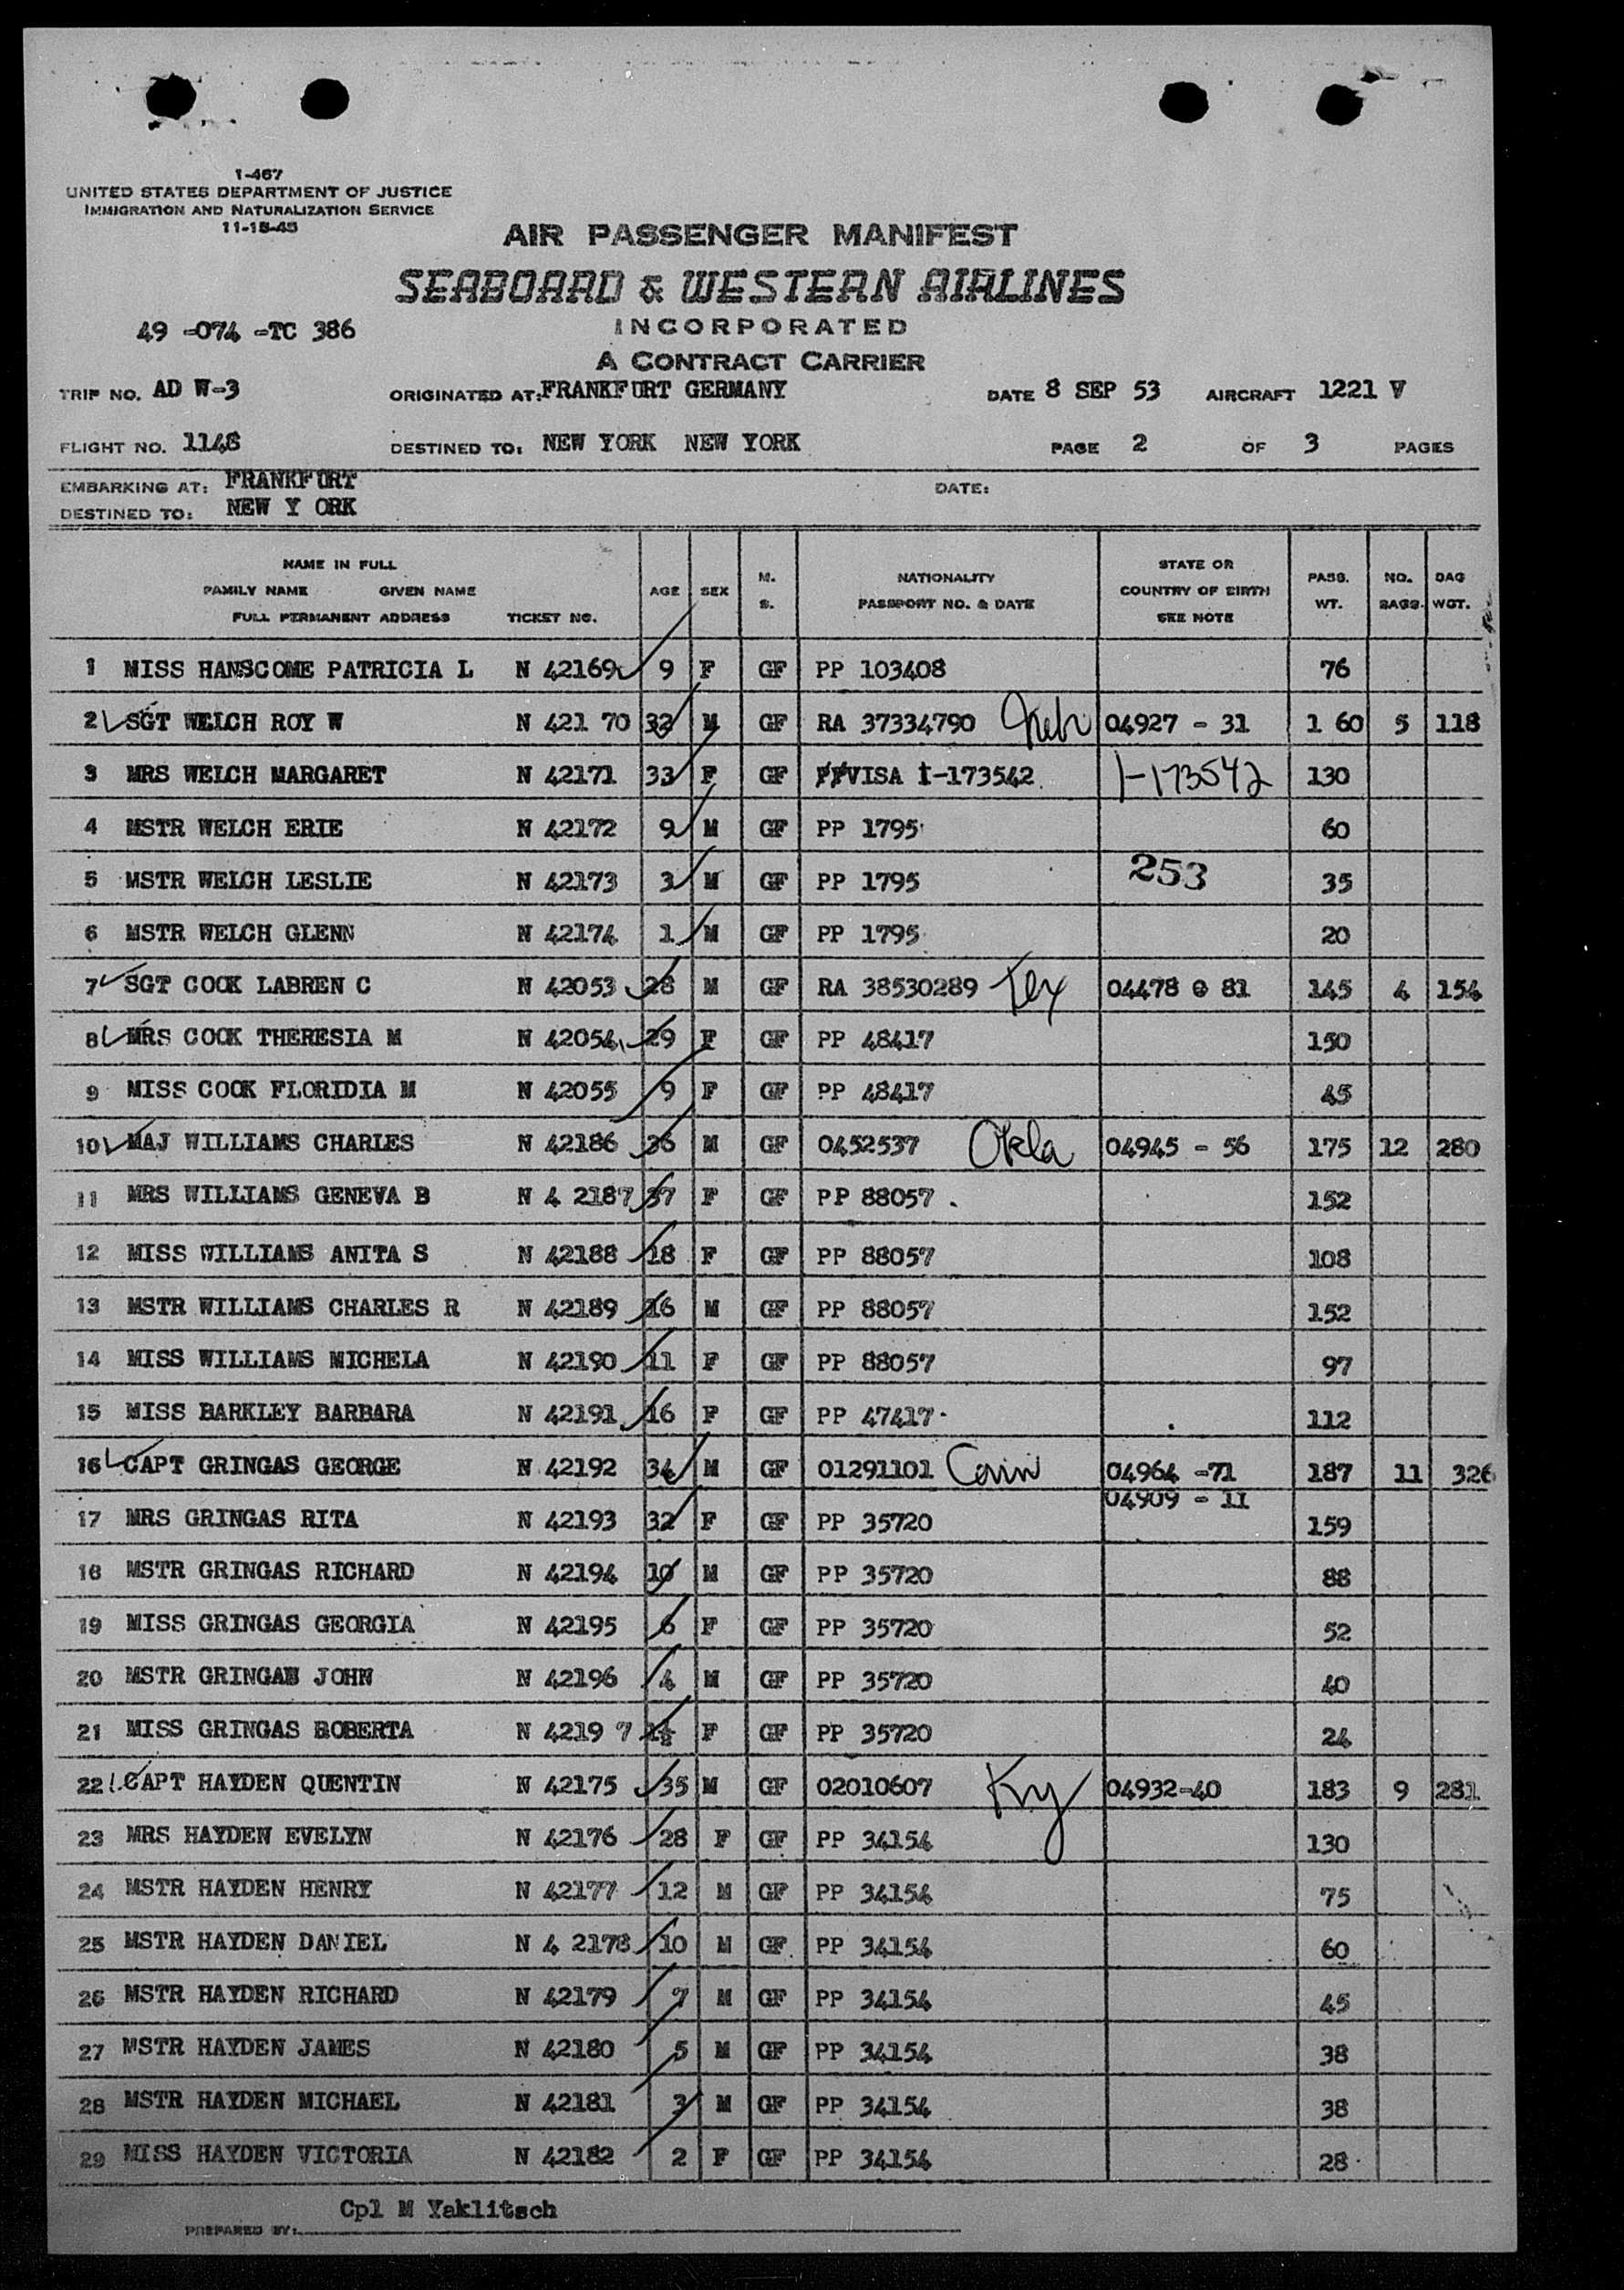 1-467
UNITED STATES DEPARTMENT OF JUSTICE
IMMIGRATION AND NATURALIZATION SERVICE
11-15-45
AIR PASSENGER MANIFEST
SEABOARD & WESTERN AIRLINES
INCORPORATED
49 -074 -TC 386
A CONTRACT CARRIER
TRIP NO. AD W-3 ORIGINATED AT: FRANKFURT GERMANY DATE 8 SEP 53 AIRCRAFT 1221 V
FLIGHT NO. 1148 DESTINED TO: NEW YORK NEW YORK PAGE 2 OF 3 PAGES
EMBARKING AT: FRANKFURT DATE:
DESTINED TO: NEW Y ORK
NAME IN FULL
FAMILY NAME GIVEN NAME
FULL PERMANENT ADDRESS TICKET NO. AGE SEX M. S. NATIONALITY PASSPORT NO. & DATE STATE OR COUNTRY OF BIRTH SEE NOTE PASS. WT. NO. BAGS. BAG WGT.
1 MISS HANSCOME PATRICIA L N 42169 9 F GF PP 103408 76
2 SGT WELCH ROY W N 421 70 32 M GF RA 37334790 Neb 04927 - 31 1 60 5 118
3 MRS WELCH MARGARET N 42171 33 F GF VISA I-173542 1-173542 130
4 MSTR WELCH ERIE N 42172 9 M GF PP 1795 60
5 MSTR WELCH LESLIE N 42173 3 M GF PP 1795 253 35
6 MSTR WELCH GLENN N 42174 1 M GF PP 1795 20
7 SGT COOK LABREN C N 42053 28 M GF RA 38530289 Tex 04478 @ 81 145 4 154
8 MRS COOK THERESIA M N 42054 29 F GF PP 48417 150
9 MISS COOK FLORIDIA M N 42055 9 F GF PP 48417 45
10 MAJ WILLIAMS CHARLES N 42186 36 M GF 0452537 Okla 04945 - 56 175 12 280
11 MRS WILLIAMS GENEVA B N 4 2187 37 F GF PP 88057 . 152
12 MISS WILLIAMS ANITA S N 42188 18 F GF PP 88057 108
13 MSTR WILLIAMS CHARLES R N 42189 16 M GF PP 88057 152
14 MISS WILLIAMS MICHELA N 42190 11 F GF PP 88057 97
15 MISS BARKLEY BARBARA N 42191 16 F GF PP 47417 112
16 CAPT GRINGAS GEORGE N 42192 34 M GF 01291101 04964 -71 187 11 326
04909 - 11
17 MRS GRINGAS RITA N 42193 32 F GF PP 35720 159
18 MSTR GRINGAS RICHARD N 42194 10 M GF PP 35720 88
19 MISS GRINGAS GEORGIA N 42195 6 F GF PP 35720 52
20 MSTR GRINGAS JOHN N 42196 4 M GF PP 35720 40
21 MISS GRINGAS ROBERTA N 4219 7 1½ F GF PP 35720 24
22 CAPT HAYDEN QUENTIN N 42175 35 M GF 02010607 Ky 04932-40 183 9 281
23 MRS HAYDEN EVELYN N 42176 28 F GF PP 34154 130
24 MSTR HAYDEN HENRY N 42177 12 M GF PP 34154 75
25 MSTR HAYDEN DANIEL N 4 2178 10 M GF PP 34154 60
26 MSTR HAYDEN RICHARD N 42179 7 M GF PP 34154 45
27 MSTR HAYDEN JAMES N 42180 5 M GF PP 34154 38
28 MSTR HAYDEN MICHAEL N 42181 3 M GF PP 34154 38
29 MISS HAYDEN VICTORIA N 42182 2 F GF PP 34154 28
Cpl M Yaklitsch
PREPARED BY: